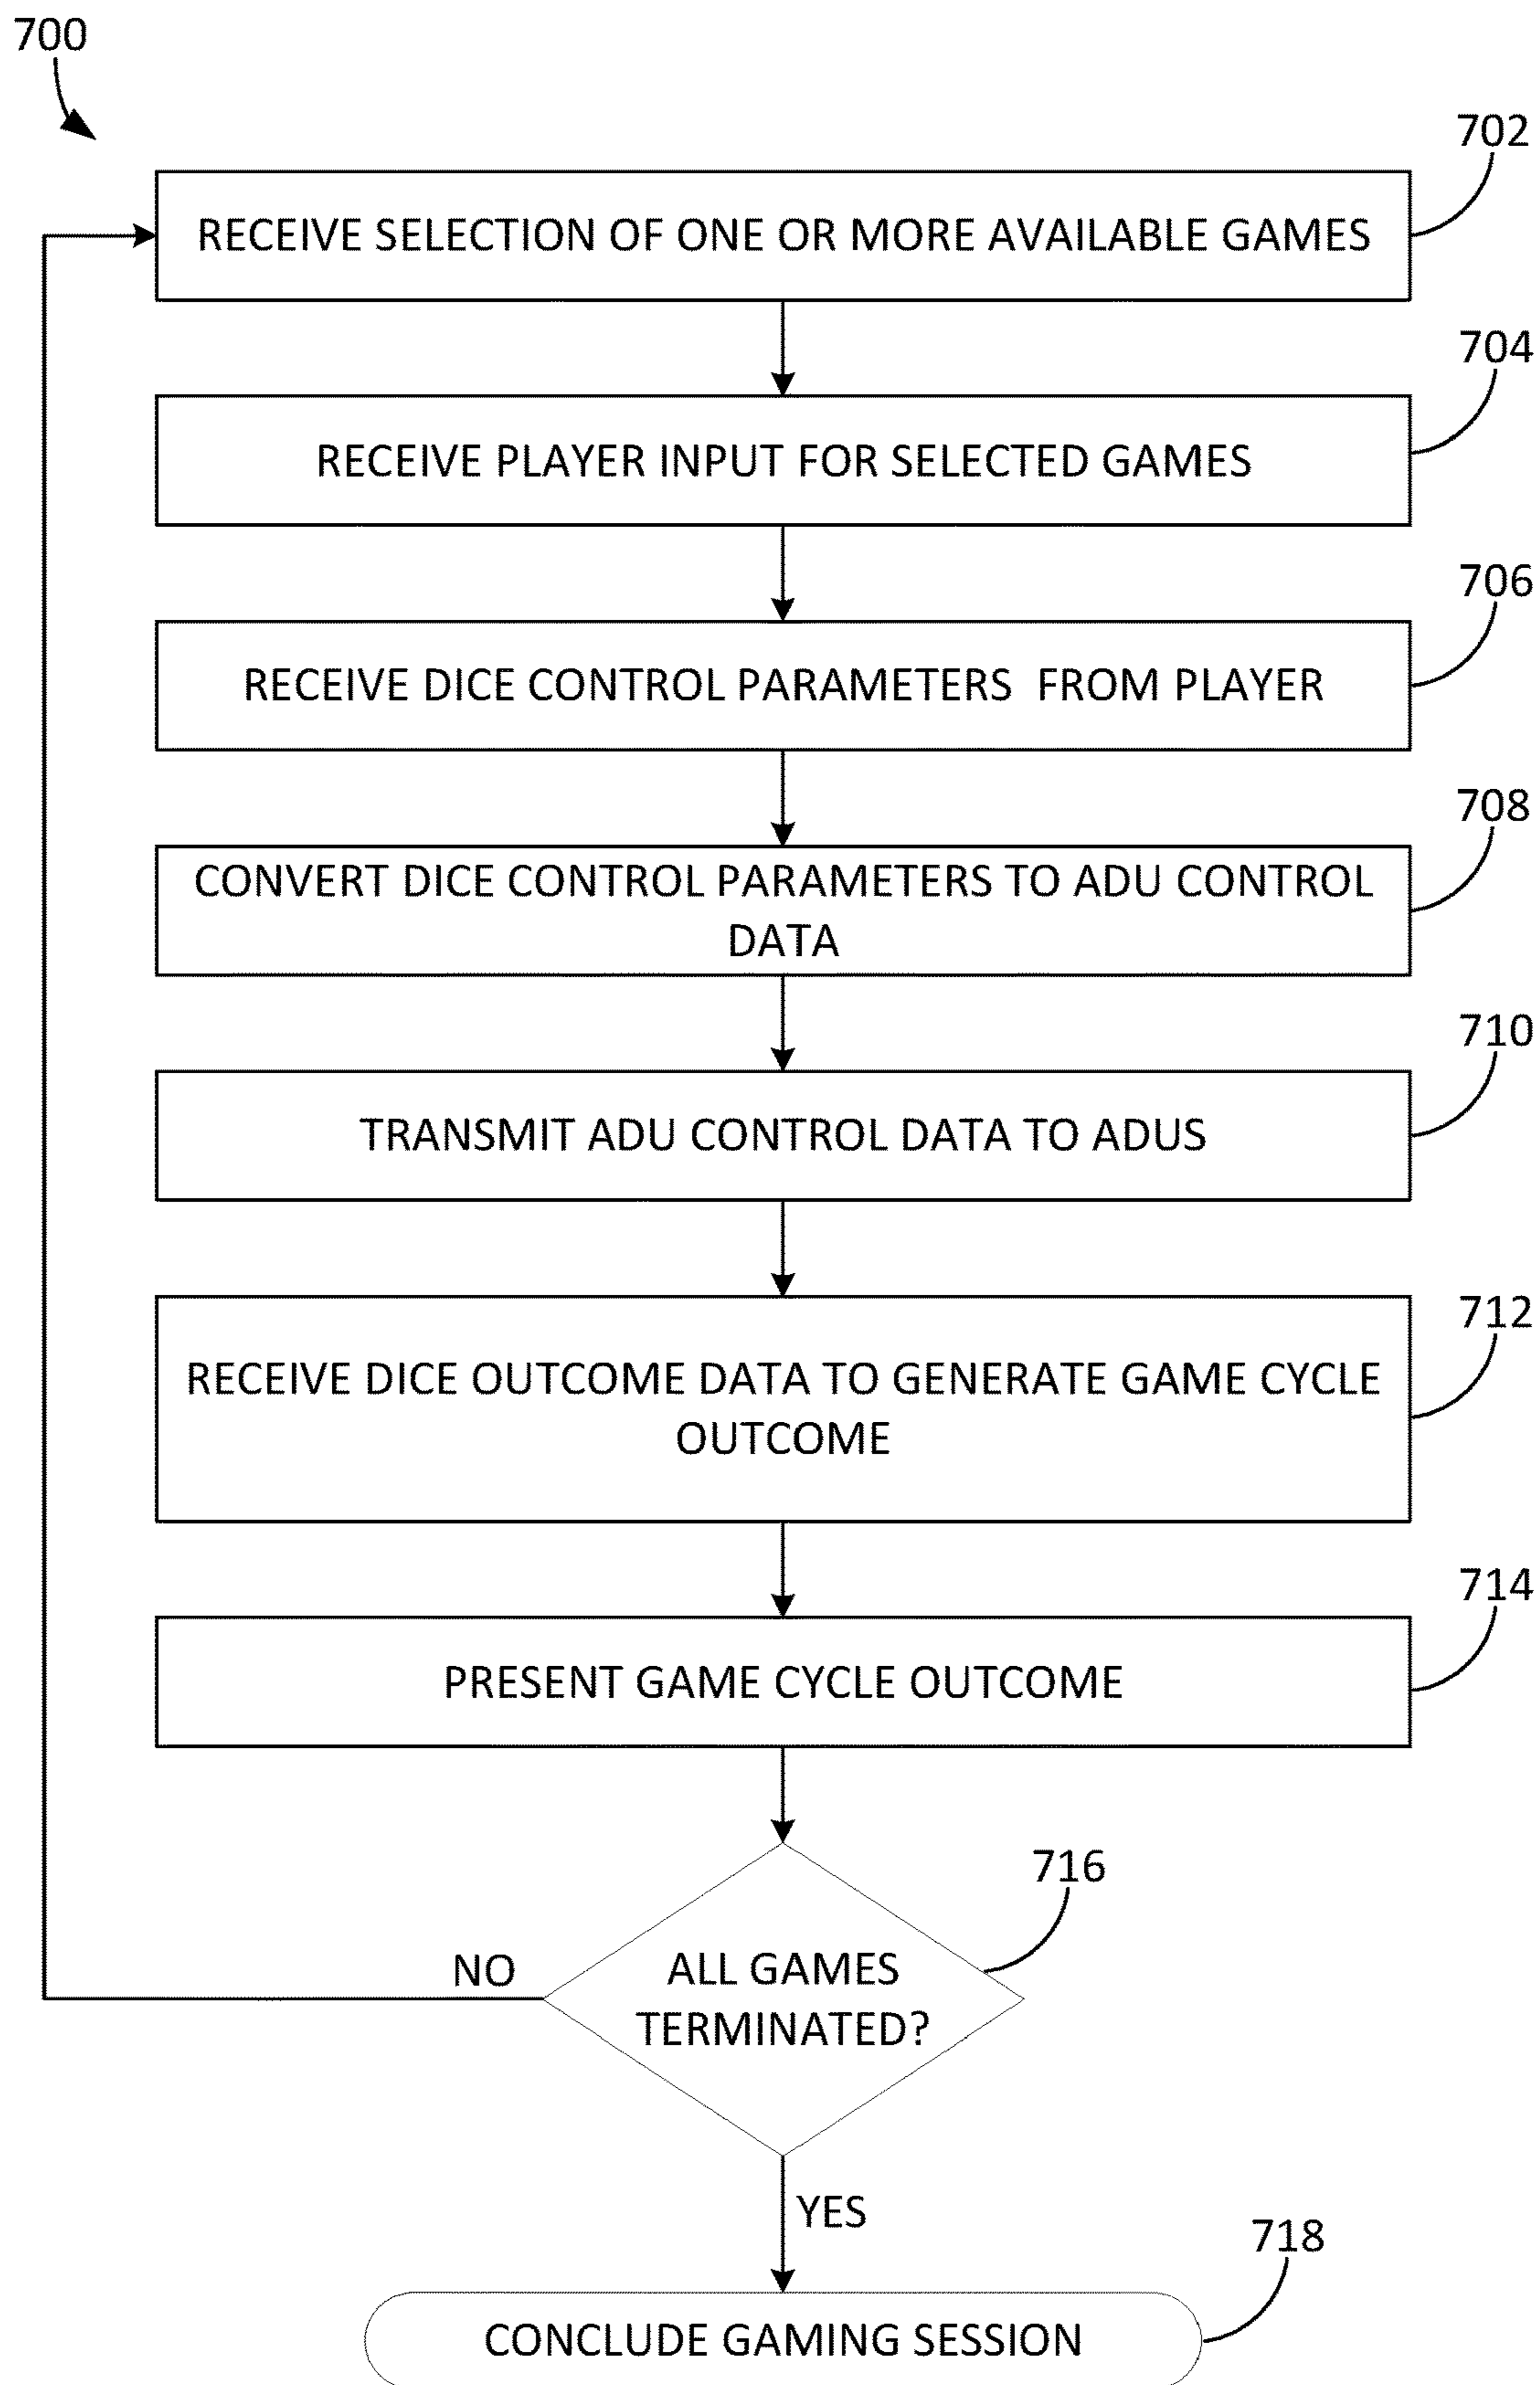 700
702
RECEIVE SELECTION OF ONE OR MORE AVAILABLE GAMES
704
RECEIVE PLAYER INPUT FOR SELECTED GAMES
706
RECEIVE DICE CONTROL PARAMETERS FROM PLAYER
708
CONVERT DICE CONTROL PARAMETERS TO ADU CONTROL
DATA
710
TRANSMIT ADU CONTROL DATA TO ADUS
712
RECEIVE DICE OUTCOME DATA TO GENERATE GAME CYCLE
OUTCOME
714
PRESENT GAME CYCLE OUTCOME
716
NO
ALL GAMES
TERMINATED?
YES
718
CONCLUDE GAMING SESSION